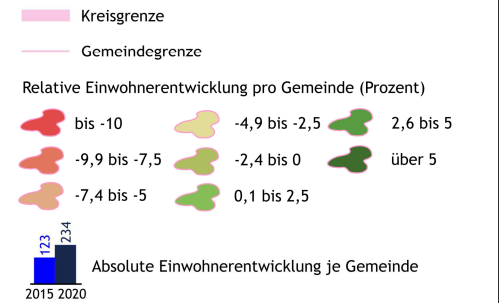 Kreisgrenze
Gemeindegrenze
Relative Einwohnerentwicklung pro Gemeinde (Prozent)
bis -10
-4,9 bis -2,5
2,6 bis 5
-9,9 bis -7,5
-2,4 bis 0
über 5
-7,4 bis -5
0,1 bis 2,5
123
234
Absolute Einwohnerentwicklung je Gemeinde
2015 2020